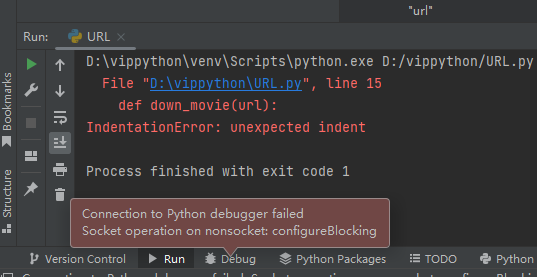 "url"
Run:
URL
D:\vippython\venv\Scripts\python.exe D:/vippython/URL.py
File "D:\vippython\URL.py", line 15
def down_movie(url):
IndentationError: unexpected indent
Process finished with exit code 1
Bookmarks
Structure
Connection to Python debugger failed
Socket operation on nonsocket: configureBlocking
Version Control
Run
Debug
Python Packages
TODO
Python